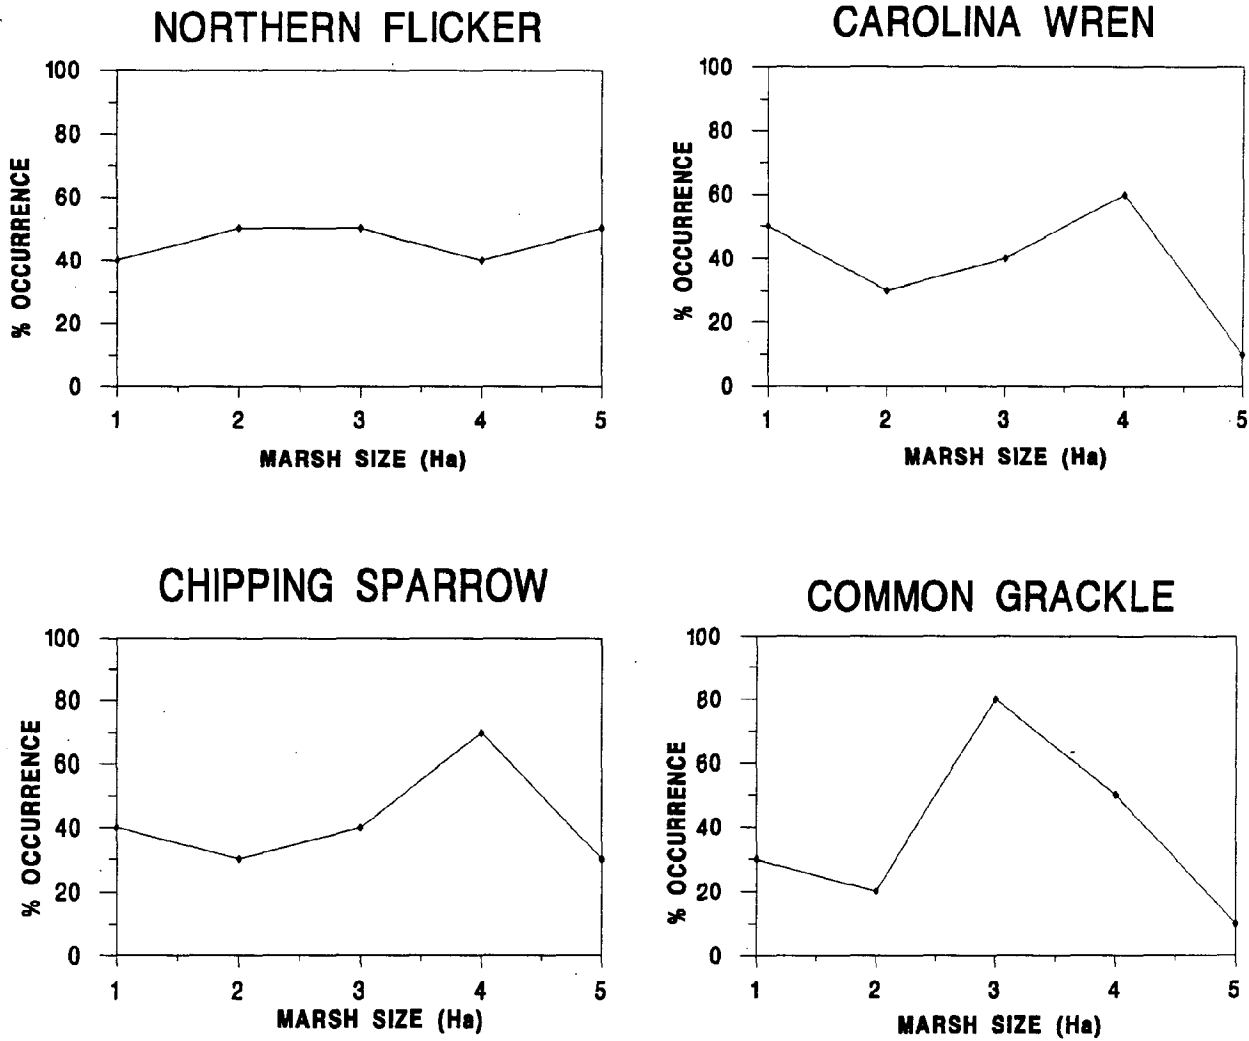 NORTHERN FLICKER
100
80
60
40
20
0
% OCCURRENCE
1 2 3 4 5
MARSH SIZE (Ha)
CAROLINA WREN
100
80
60
40
20
0
% OCCURRENCE
1 2 3 4 5
MARSH SIZE (Ha)
CHIPPING SPARROW
100
80
60
40
20
0
% OCCURRENCE
1 2 3 4 5
MARSH SIZE (Ha)
COMMON GRACKLE
100
80
60
40
20
0
% OCCURRENCE
1 2 3 4 5
MARSH SIZE (Ha)